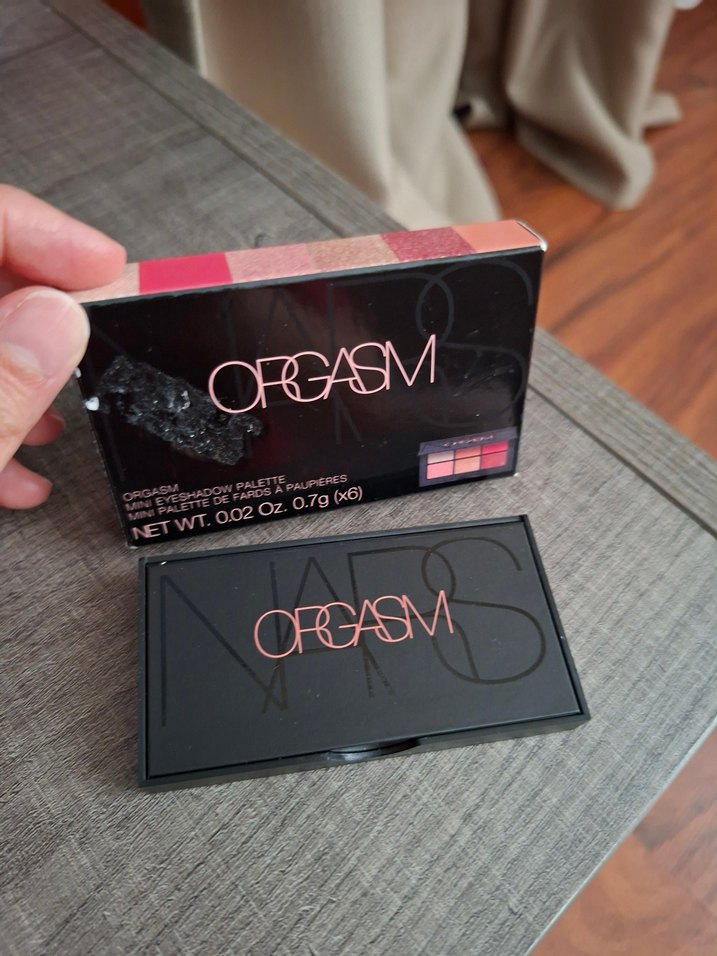 NARS
ORGASM
ORGASM
MINI EYESHADOW PALETTE
MINI PALETTE DE FARDS À PAUPIÈRES
NET WT. 0.02 Oz. 0.7g (x6)
NARS
ORGASM